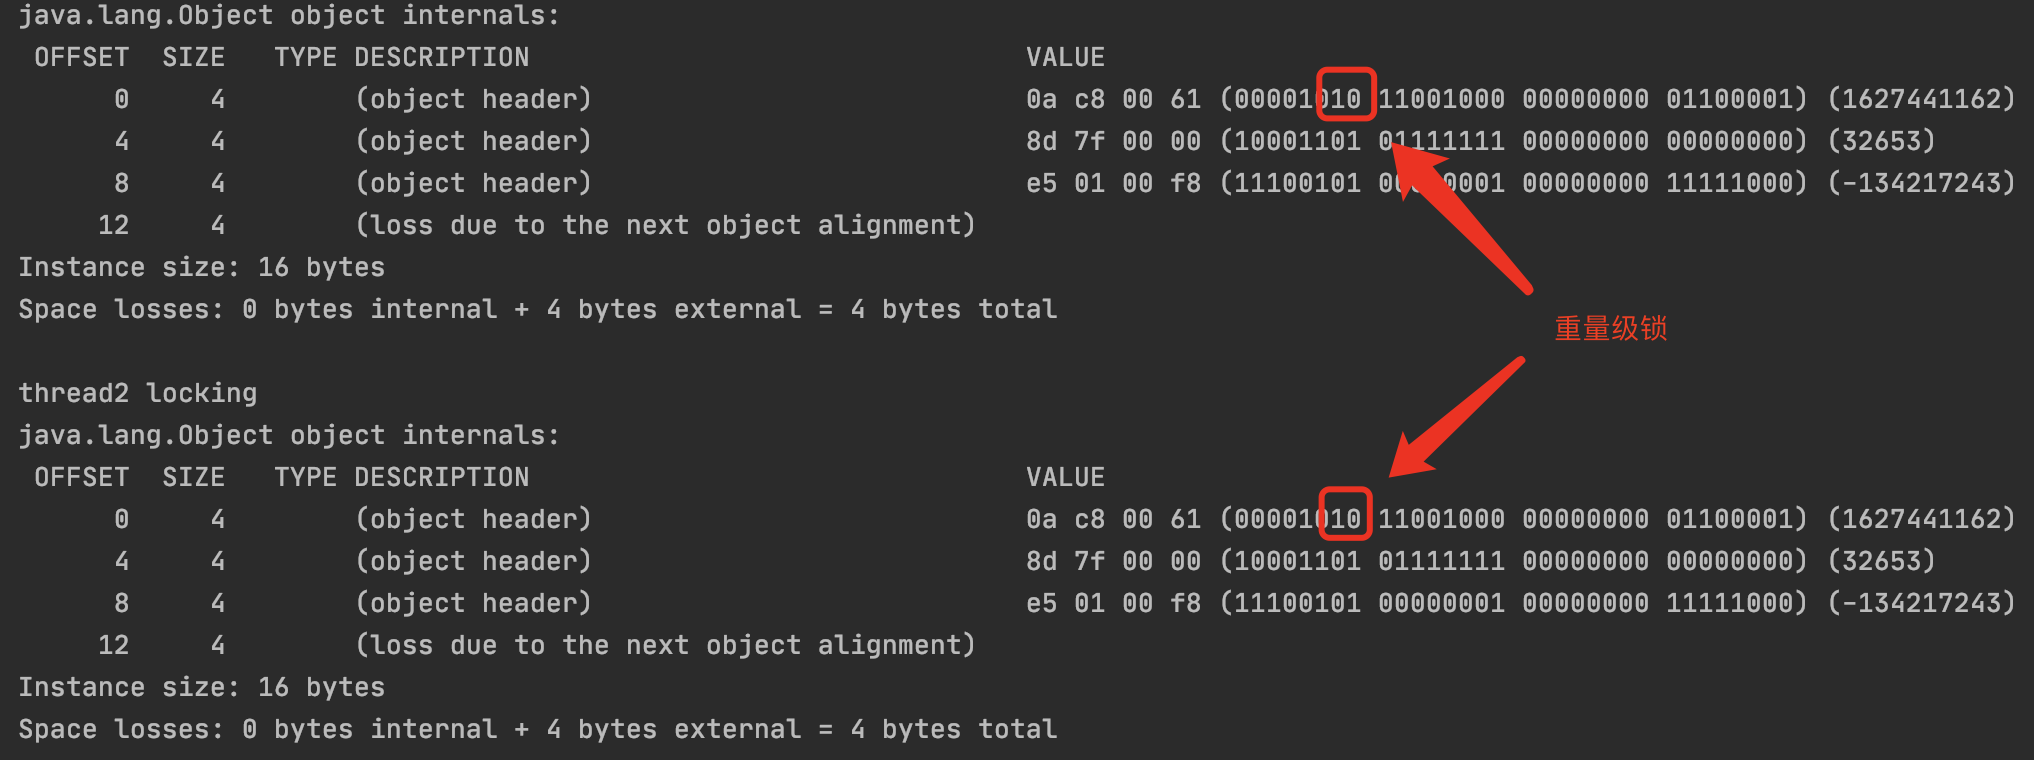 java.lang.Object object internals:
OFFSET SIZE TYPE DESCRIPTION VALUE
0 4 (object header) 0a c8 00 61 (00001010 11001000 00000000 01100001) (1627441162)
4 4 (object header) 8d 7f 00 00 (10001101 01111111 00000000 00000000) (32653)
8 4 (object header) e5 01 00 f8 (11100101 00000001 00000000 11111000) (-134217243)
12 4 (loss due to the next object alignment)
Instance size: 16 bytes
Space losses: 0 bytes internal + 4 bytes external = 4 bytes total
重量级锁
thread2 locking
java.lang.Object object internals:
OFFSET SIZE TYPE DESCRIPTION VALUE
0 4 (object header) 0a c8 00 61 (00001010 11001000 00000000 01100001) (1627441162)
4 4 (object header) 8d 7f 00 00 (10001101 01111111 00000000 00000000) (32653)
8 4 (object header) e5 01 00 f8 (11100101 00000001 00000000 11111000) (-134217243)
12 4 (loss due to the next object alignment)
Instance size: 16 bytes
Space losses: 0 bytes internal + 4 bytes external = 4 bytes total